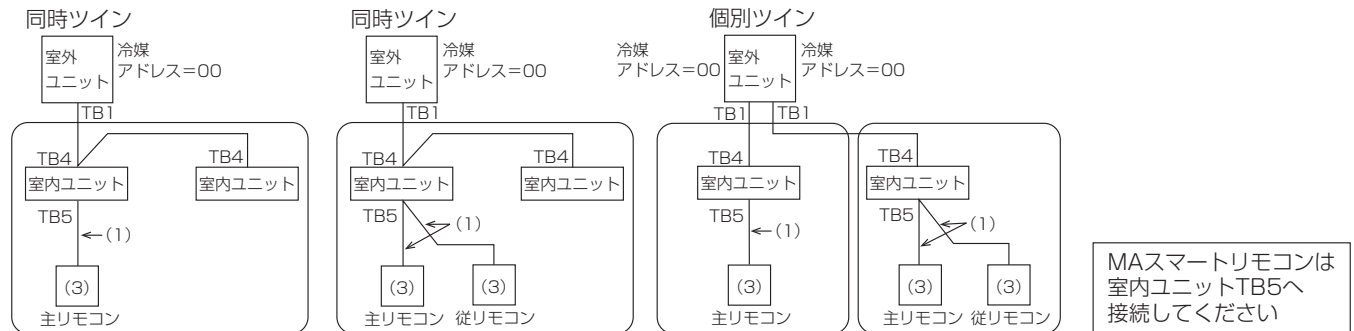 同時ツイン
室外
ユニット
冷媒
アドレス=00
TB1
TB4
TB4
室内ユニット
室内ユニット
TB5
(1)
(3)
主リモコン
同時ツイン
室外
ユニット
冷媒
アドレス=00
TB1
TB4
TB4
室内ユニット
室内ユニット
TB5
(1)
(3)
(3)
主リモコン
従リモコン
個別ツイン
冷媒
アドレス=00
室外
ユニット
冷媒
アドレス=00
TB1
TB1
TB4
室内ユニット
TB5
(1)
(3)
主リモコン
TB4
室内ユニット
TB5
(1)
(3)
(3)
主リモコン
従リモコン
MAスマートリモコンは
室内ユニットTB5へ
接続してください